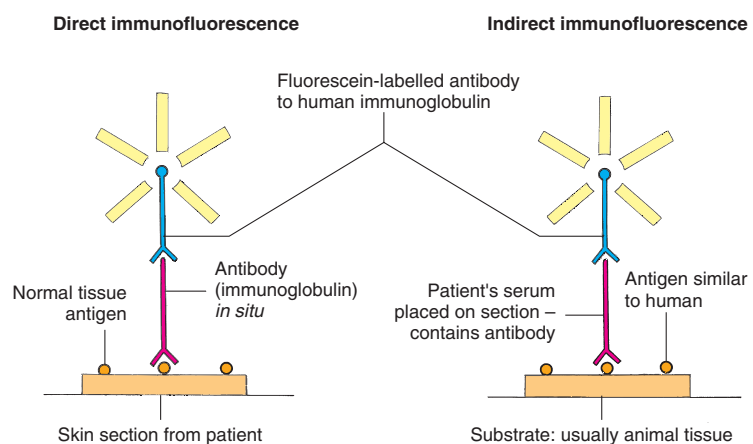 Direct immunofluorescence
Indirect immunofluorescence
Fluorescein-labelled antibody
to human immunoglobulin
Normal tissue
antigen
Antibody
(immunoglobulin)
in situ
Patient's serum
placed on section –
contains antibody
Antigen similar
to human
Skin section from patient
Substrate: usually animal tissue